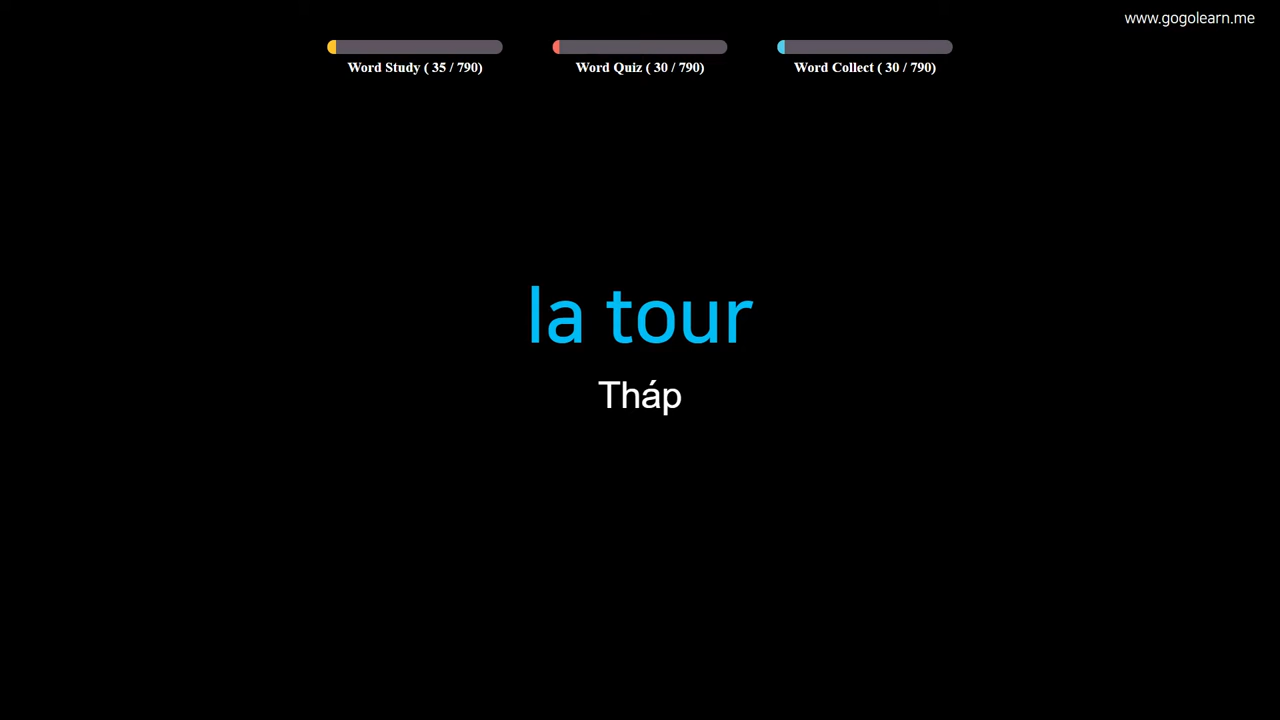 www.gogolearn.me
Word Study ( 35 / 790)
Word Quiz ( 30 / 790)
Word Collect ( 30 / 790)
la tour
Tháp